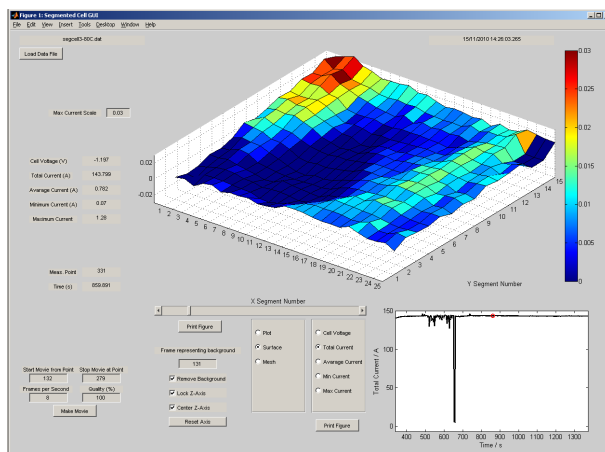 Figure 1: Segmented Cell GUI
File Edit View Insert Tools Desktop Window Help
segcell3-80C.dat
15/11/2010 14:26:03.265
Load Data File
Max Current Scale 0.03
Cell Voltage (V) -1.197
Total Current (A) 143.799
Average Current (A) 0.782
Minimum Current (A) 0.07
Maximum Current 1.28
Meas. Point 331
Time (s) 859.891
0.02
0
-0.02
1 2 3 4 5 6 7 8 9 10 11 12 13 14 15 16 17 18 19 20 21 22 23 24 25
X Segment Number
1 2 3 4 5 6 7 8 9 10 11 12 13 14 15
Y Segment Number
0.03
0.025
0.02
0.015
0.01
0.005
0
Print Figure
Frame representing background
131
Remove Background
Lock Z-Axis
Center Z-Axis
Reset Axis
Plot
Surface
Mesh
Cell Voltage
Total Current
Average Current
Min Current
Max Current
Print Figure
Start Movie from Point Stop Movie at Point
132 279
Frames per Second Quality (%)
8 100
Make Movie
Total Current / A
150
100
50
0
400 500 600 700 800 900 1000 1100 1200 1300
Time / s